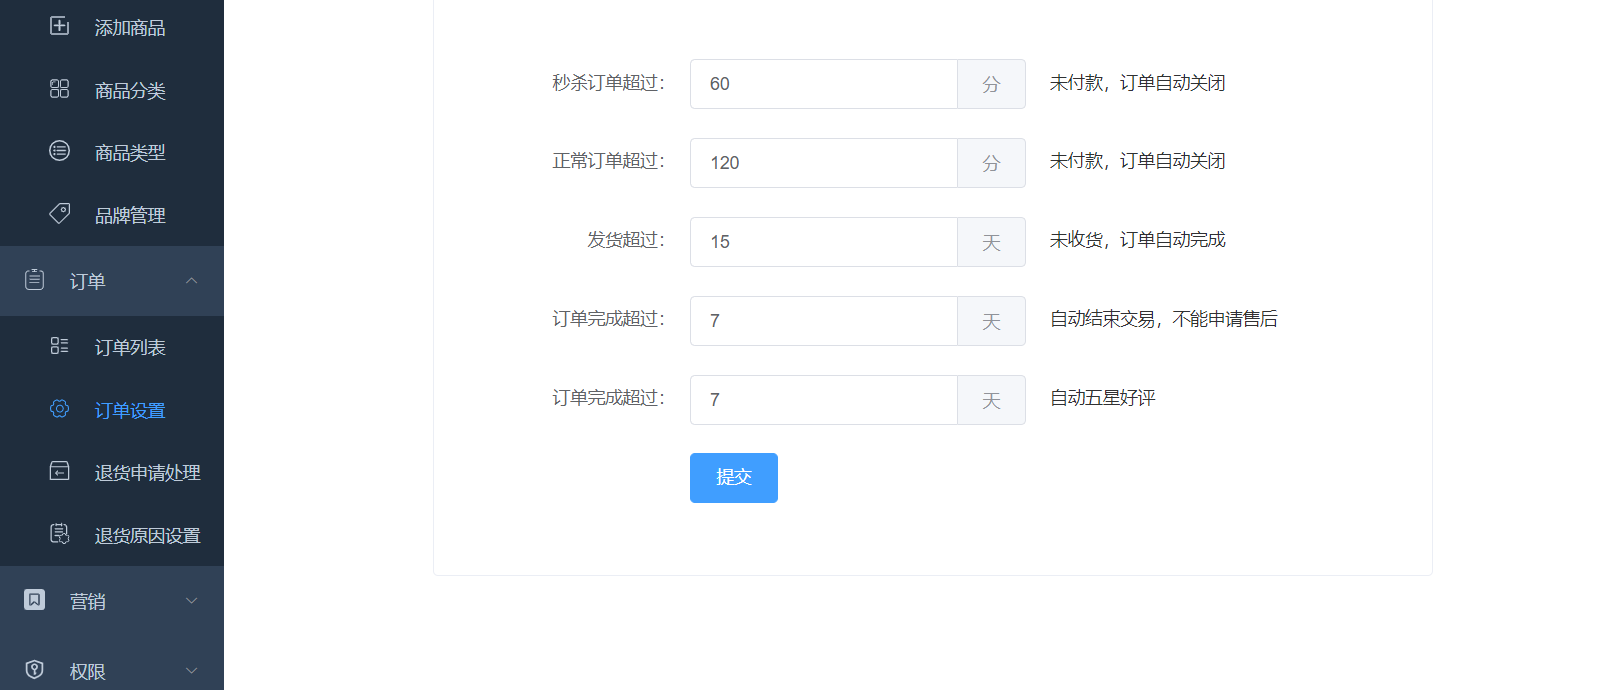 添加商品
商品分类
商品类型
品牌管理
订单
订单列表
订单设置
退货申请处理
退货原因设置
营销
权限
秒杀订单超过： 60 分 未付款，订单自动关闭
正常订单超过： 120 分 未付款，订单自动关闭
发货超过： 15 天 未收货，订单自动完成
订单完成超过： 7 天 自动结束交易，不能申请售后
订单完成超过： 7 天 自动五星好评
提交